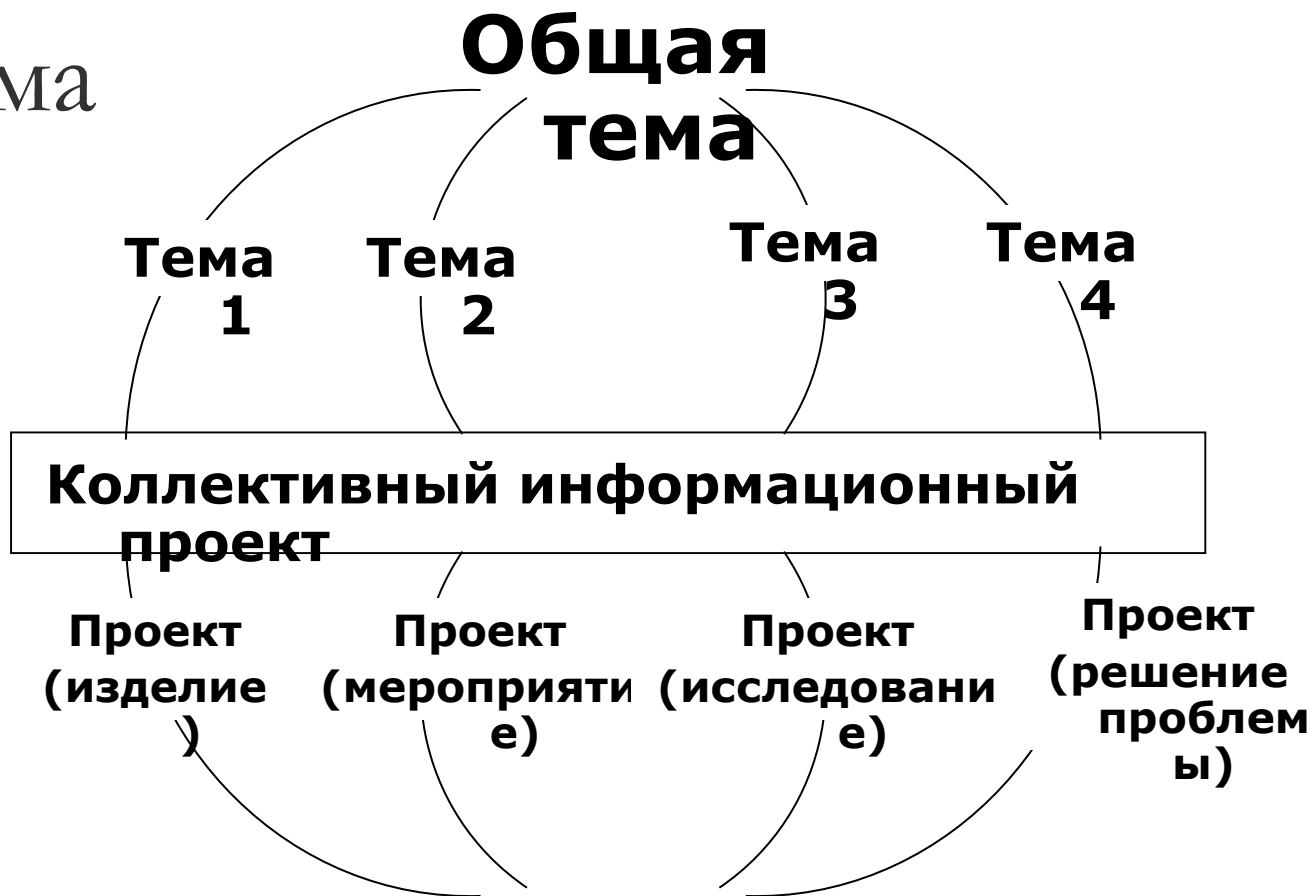 Общая
тема
ма
Тема
1
Тема
2
Тема
3
Тема
4
Коллективный информационный
проект
Проект
(изделие
)
Проект
(мероприяти
е)
Проект
(исследовани
е)
Проект
(решение
проблем
ы)